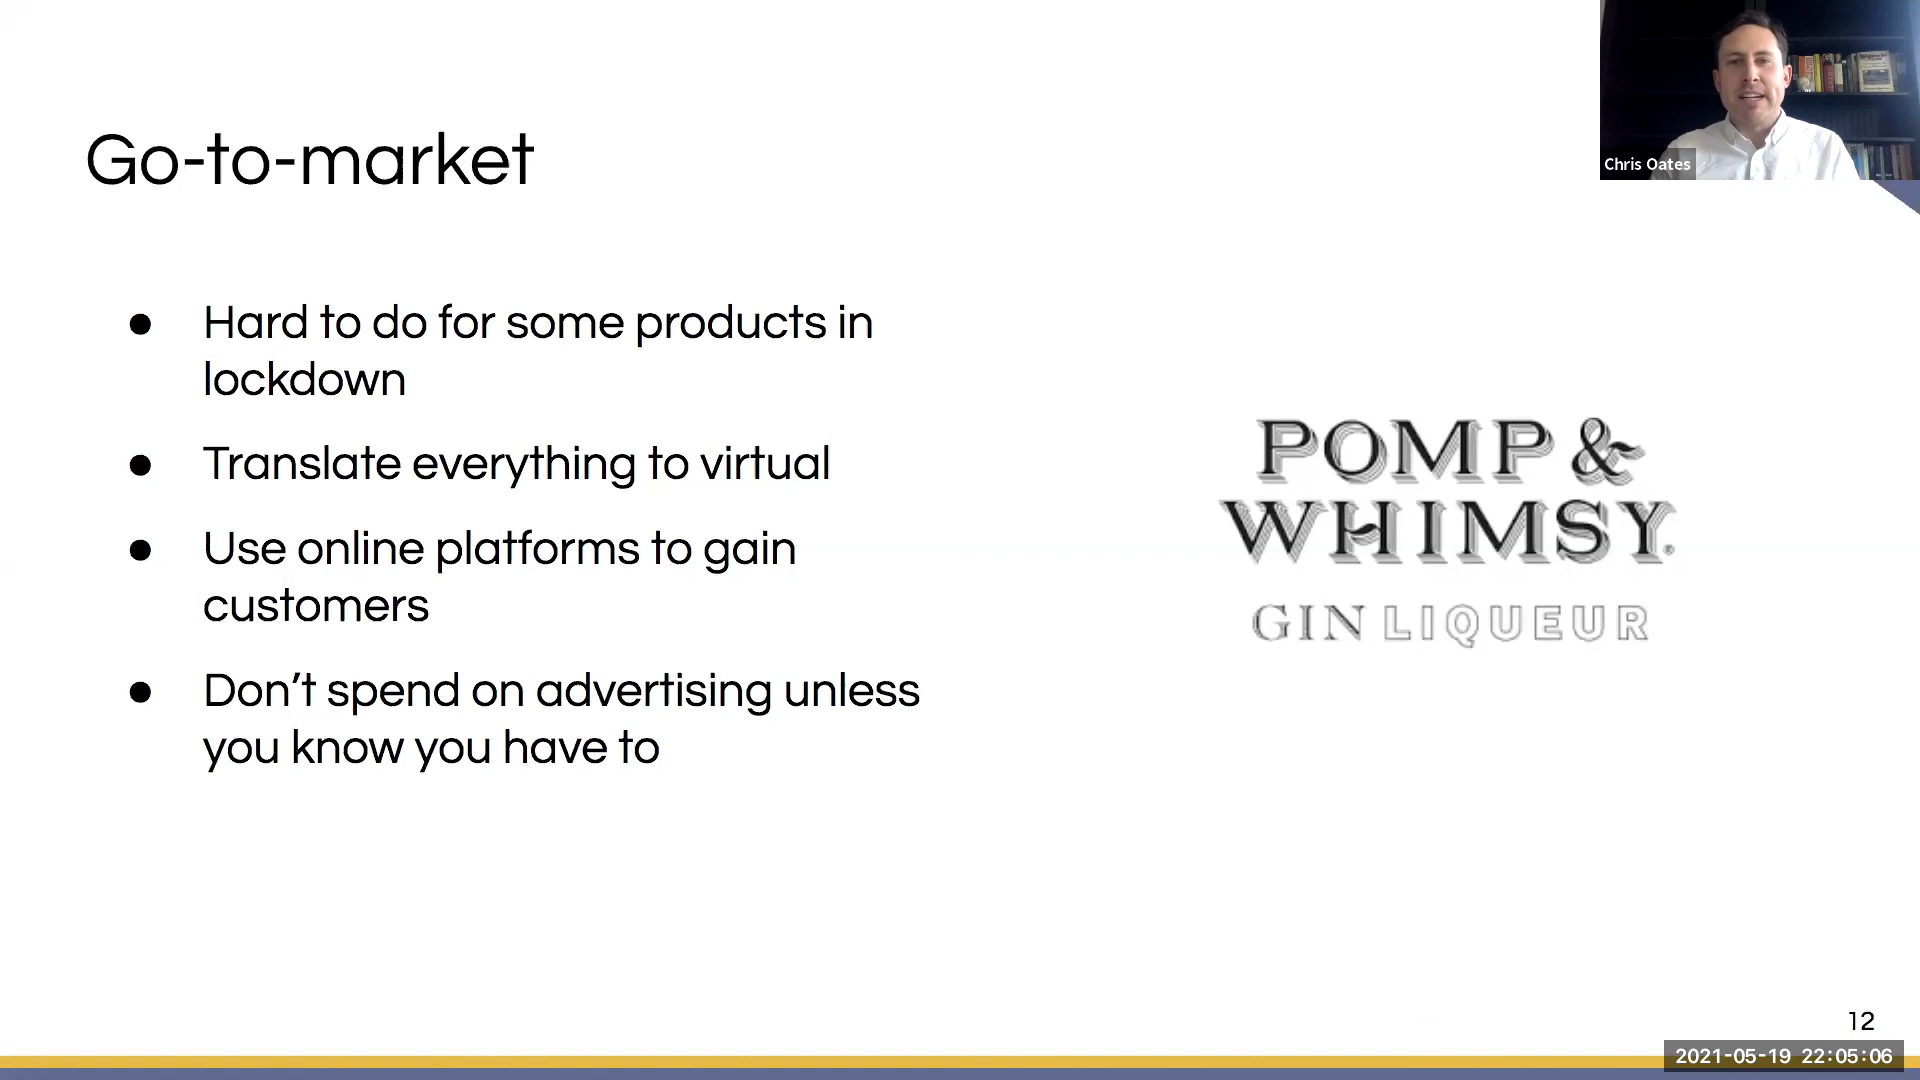 Chris Oates
Go-to-market
● Hard to do for some products in
lockdown
● Translate everything to virtual
● Use online platforms to gain
customers
● Don’t spend on advertising unless
you know you have to
POMP &
WHIMSY®
GIN LIQUEUR
12
2021-05-19 22:05:06